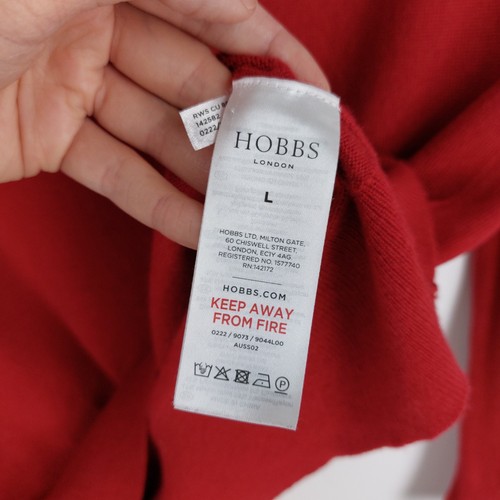 RWS CU
142582
0222/
HOBBS
LONDON
L
HOBBS LTD, MILTON GATE,
60 CHISWELL STREET,
LONDON, EC1Y 4AG.
REGISTERED NO. 1577740
RN:142172
HOBBS.COM
KEEP AWAY
FROM FIRE
0222 / 9073 / 9044L00
AUSS02
P